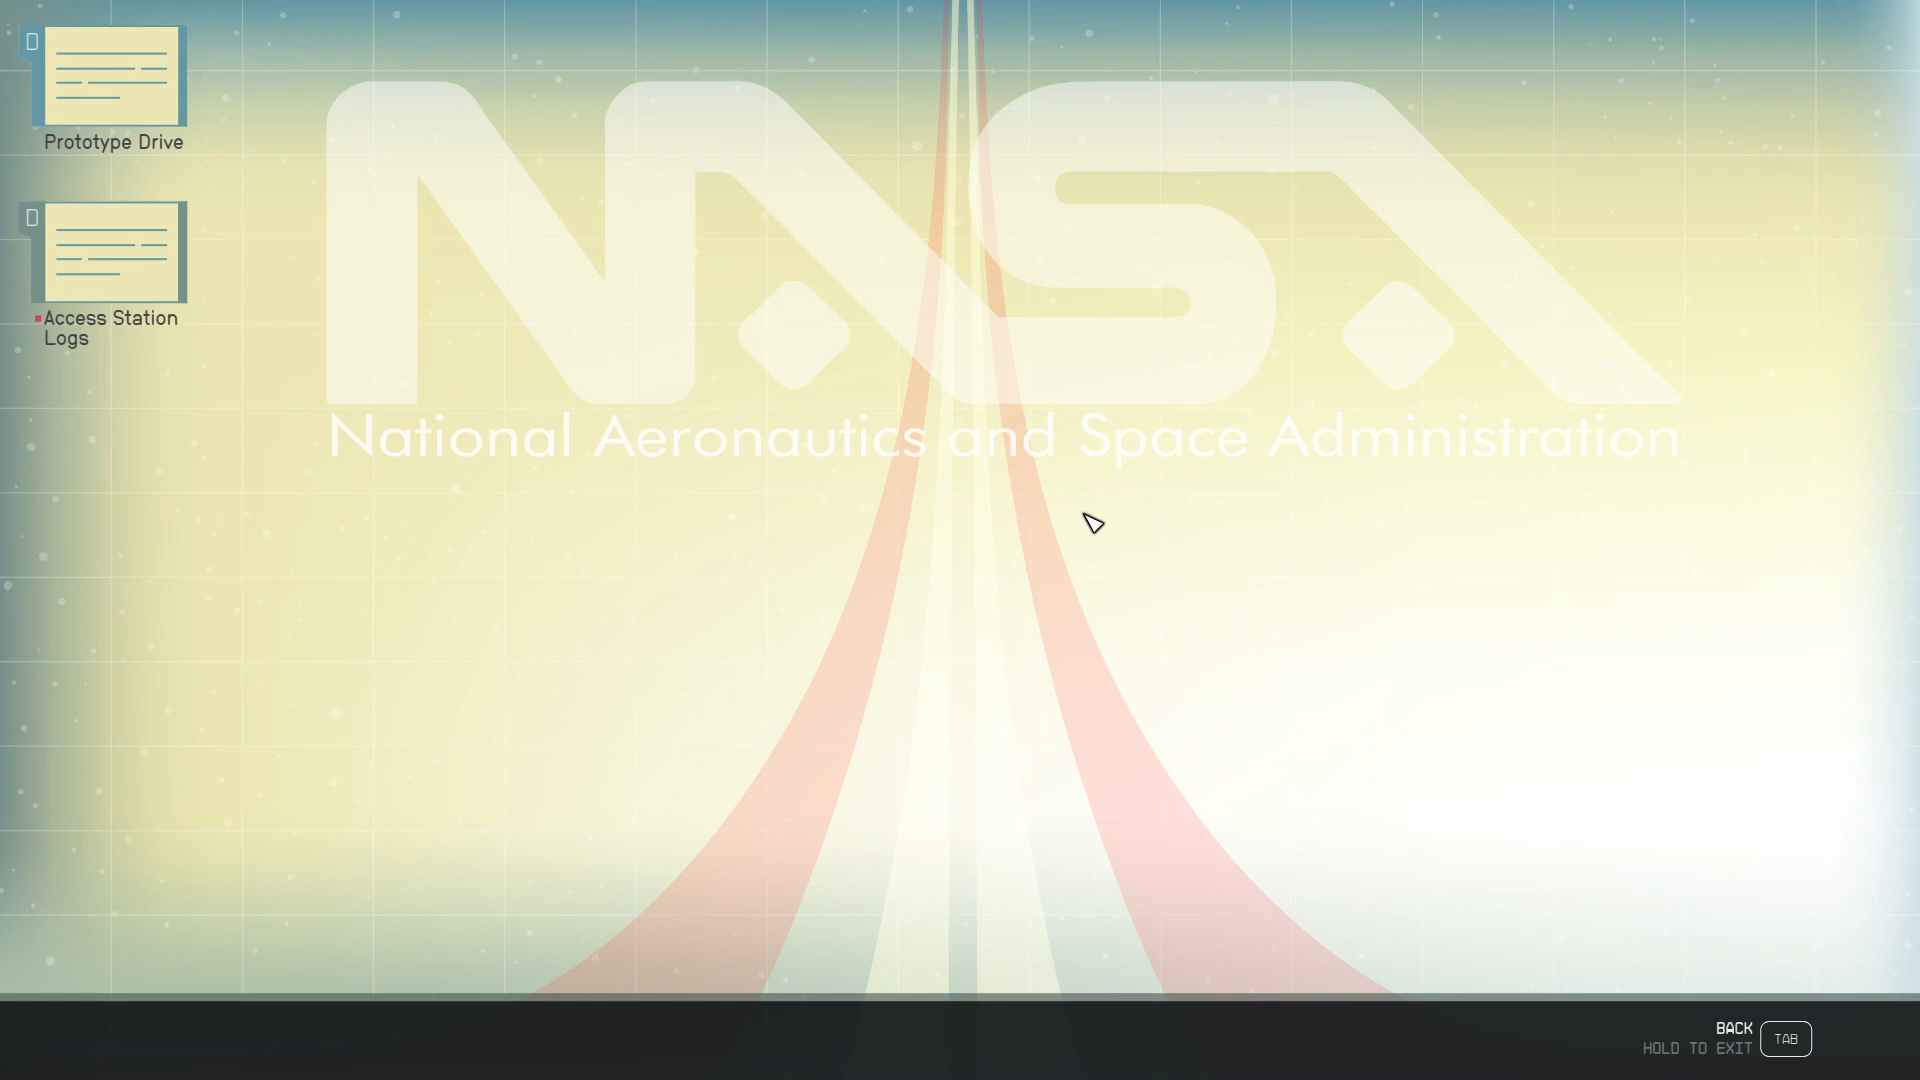 Prototype Drive
Access Station
Logs
NASA
National Aeronautics and Space Administration
BACK
HOLD TO EXIT
TAB